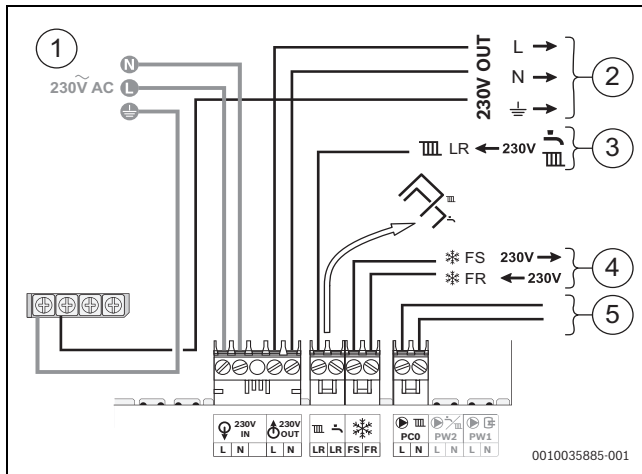 1
N
230V AC
L
230V OUT
L
N
2
LR 230V
3
FS 230V
FR 230V
4
5
230V IN
230V OUT
L N L N
LR LR FS FR
PC0 PW2 PW1
L N L N L N
0010035885-001